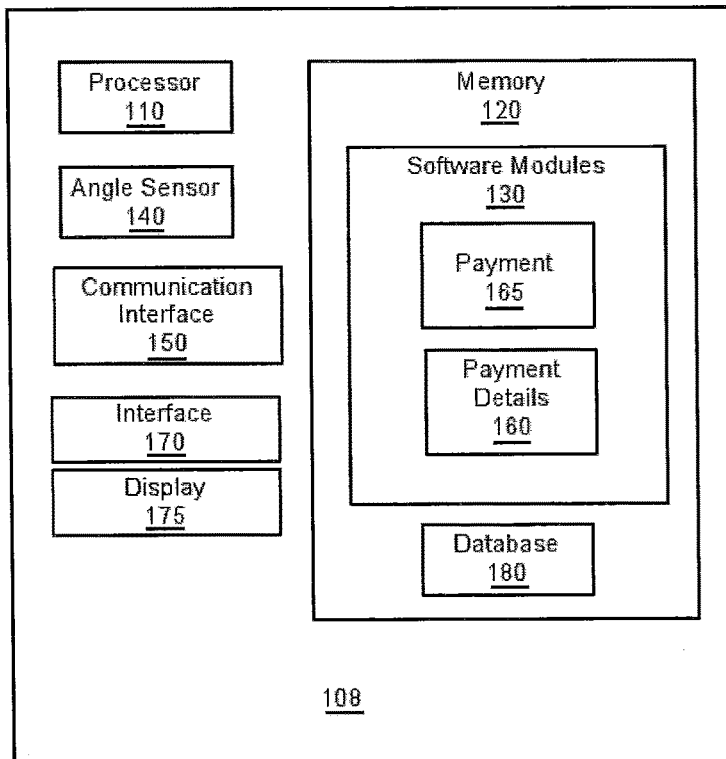 Processor
110
Angle Sensor
140
Communication
Interface
150
Interface
170
Display
175
Memory
120
Software Modules
130
Payment
165
Payment
Details
160
Database
180
108